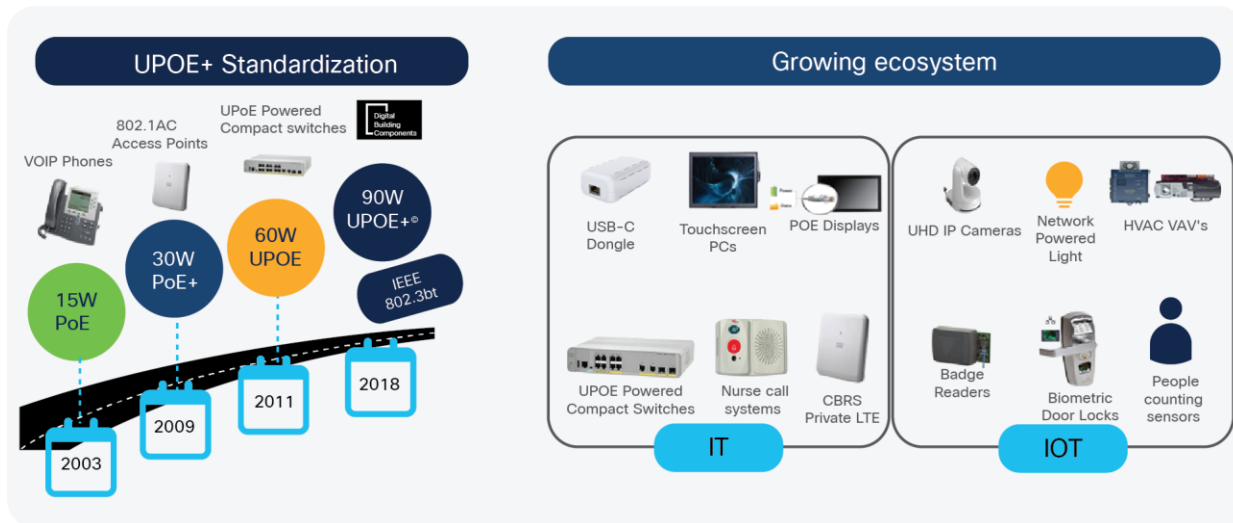 UPOE+ Standardization
VOIP Phones
802.1AC
Access Points
UPoE Powered
Compact switches
Digital
Building
Components
15W
PoE
30W
PoE+
60W
UPOE
90W
UPOE+©
IEEE
802.3bt
2003
2009
2011
2018
Growing ecosystem
USB-C
Dongle
Touchscreen
PCs
Power
POE Displays
UPOE Powered
Compact Switches
Nurse call
systems
CBRS
Private LTE
IT
UHD IP Cameras
Network
Powered
Light
HVAC VAV's
Badge
Readers
Biometric
Door Locks
People
counting
sensors
IOT